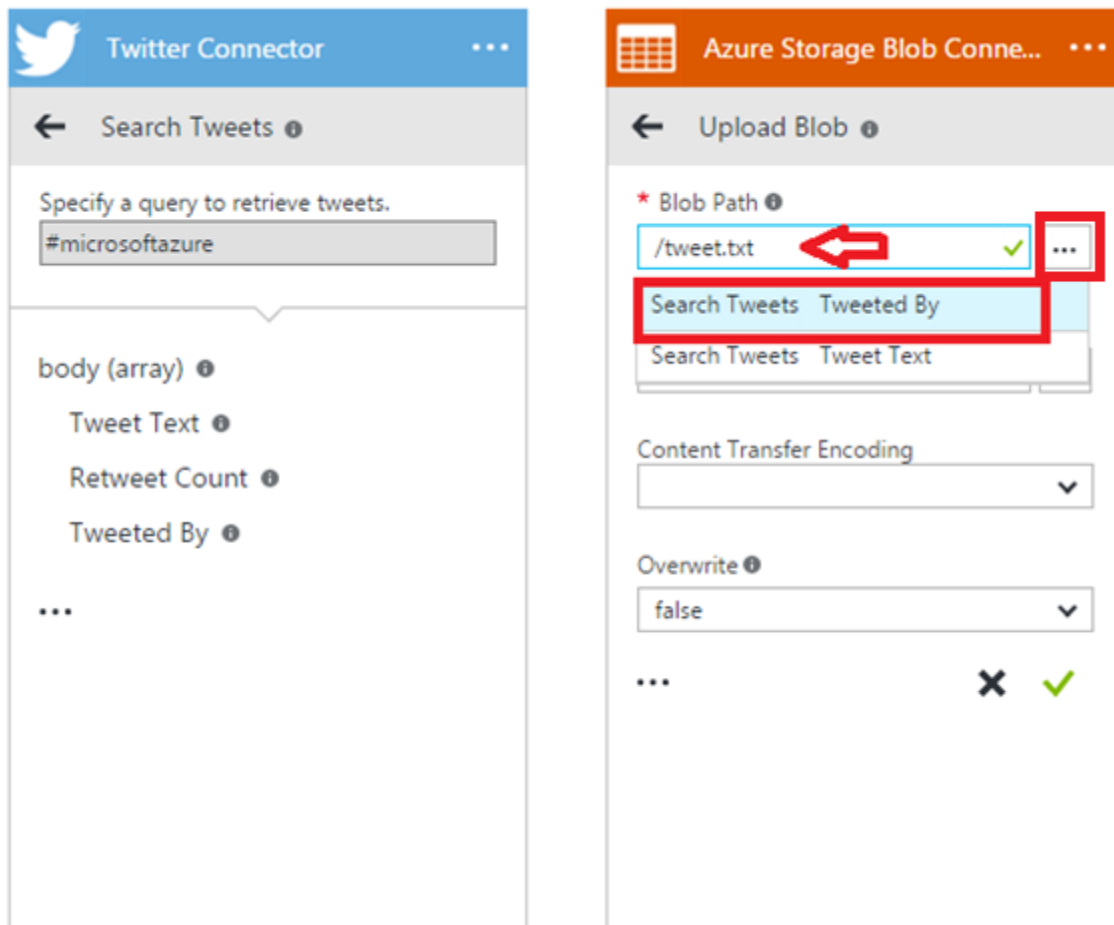 Twitter Connector ...
Search Tweets
Specify a query to retrieve tweets.
#microsoftazure
body (array)
Tweet Text
Retweet Count
Tweeted By
...
Azure Storage Blob Conne... ...
Upload Blob
* Blob Path
/tweet.txt ...
Search Tweets Tweeted By
Search Tweets Tweet Text
Content Transfer Encoding
Overwrite
false
...